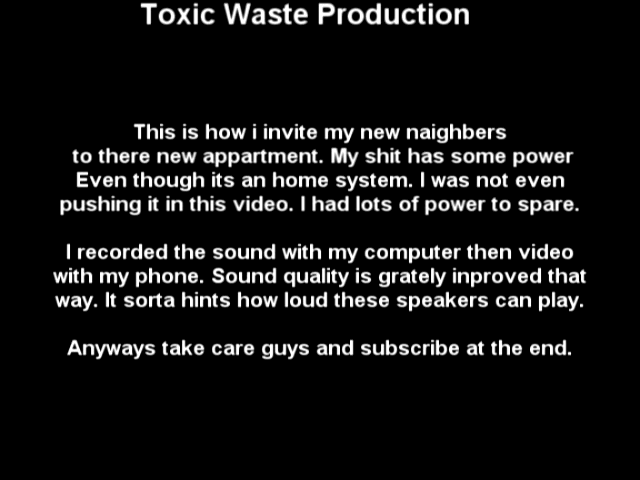 Toxic Waste Production
This is how i invite my new naighbers
to there new appartment. My shit has some power
Even though its an home system. I was not even
pushing it in this video. I had lots of power to spare.
I recorded the sound with my computer then video
with my phone. Sound quality is grately inproved that
way. It sorta hints how loud these speakers can play.
Anyways take care guys and subscribe at the end.